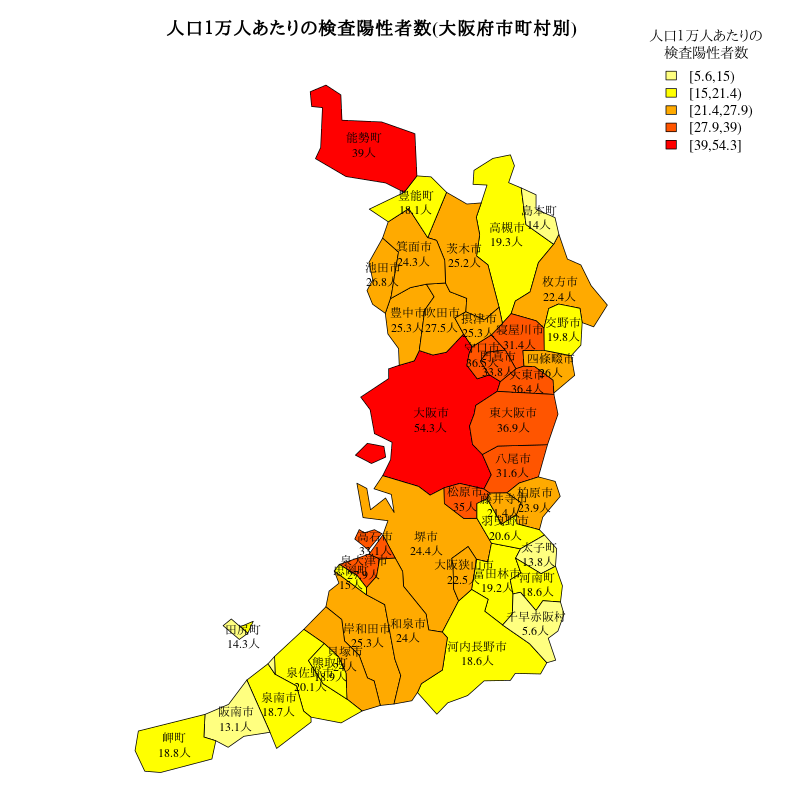 人口1万人あたりの検査陽性者数(大阪府市町村別)
人口1万人あたりの
検査陽性者数
[5.6,15)
[15,21.4)
[21.4,27.9)
[27.9,39)
[39,54.3]
能勢町
39人
豊能町
18.1人
島本町
14人
高槻市
19.3人
箕面市
24.3人
茨木市
25.2人
池田市
26.8人
枚方市
22.4人
豊中市
25.3人
吹田市
27.5人
摂津市
25.3人
寝屋川市
31.4人
交野市
19.8人
守口市
36.5人
門真市
33.8人
四條畷市
26人
大東市
36.4人
大阪市
54.3人
東大阪市
36.9人
八尾市
31.6人
松原市
35人
藤井寺市
21.4人
柏原市
23.9人
羽曳野市
20.6人
高石市
33.1人
堺市
24.4人
太子町
13.8人
泉大津市
忠岡町
15人
大阪狭山市
22.5人
富田林市
19.2人
河南町
18.6人
千早赤阪村
5.6人
田尻町
14.3人
岸和田市
25.3人
和泉市
24人
河内長野市
18.6人
貝塚市
熊取町
18.9人
泉佐野市
20.1人
泉南市
18.7人
阪南市
13.1人
岬町
18.8人